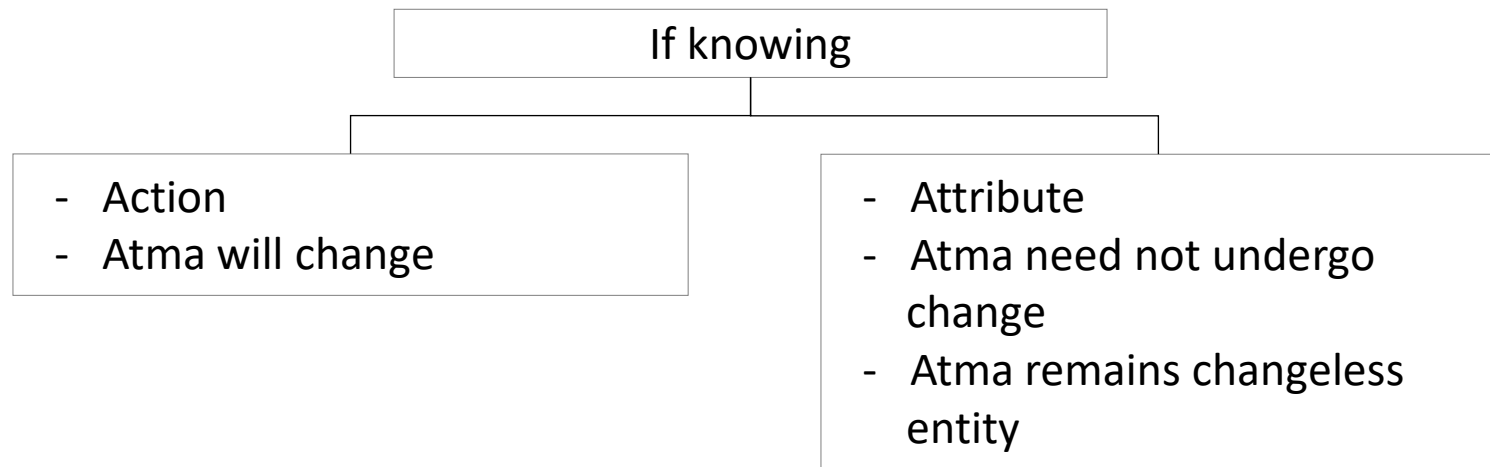 If knowing
- Action
- Atma will change
- Attribute
- Atma need not undergo
change
- Atma remains changeless
entity